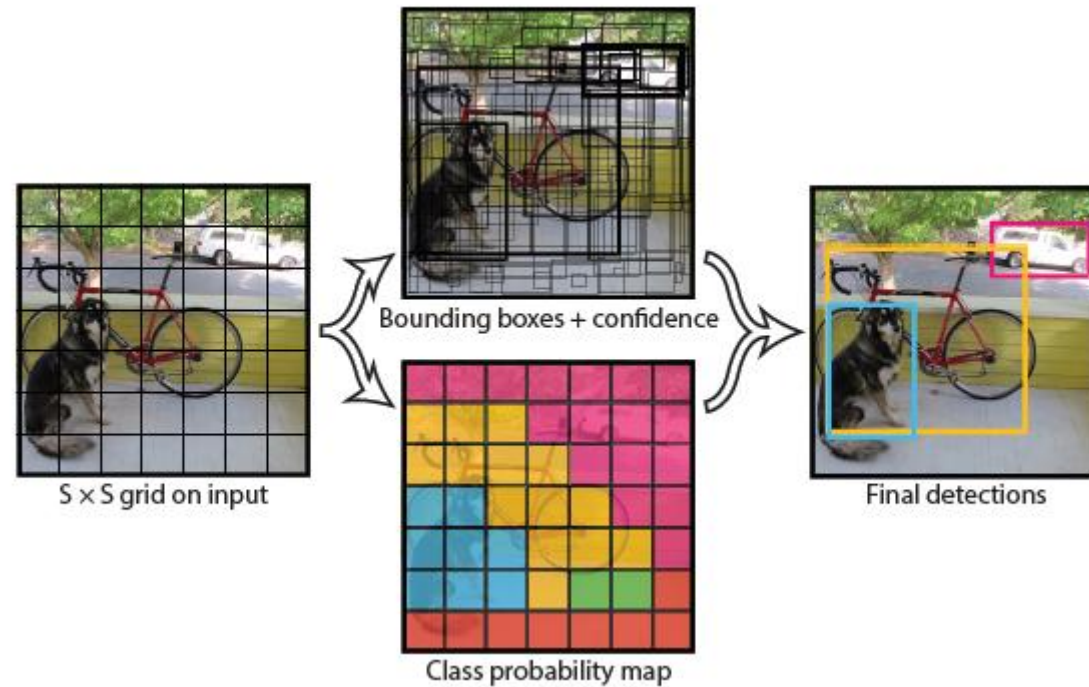 Bounding boxes + confidence
S × S grid on input
Final detections
Class probability map